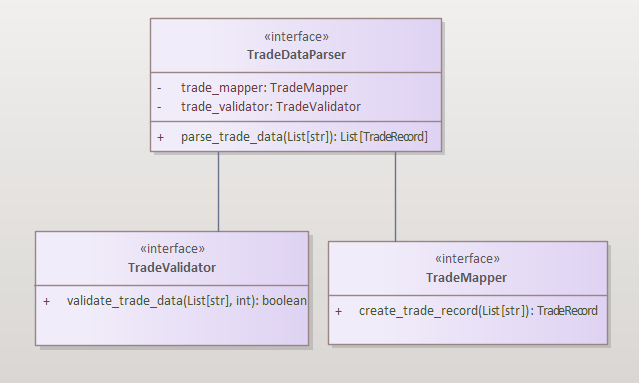 «interface»
TradeDataParser
- trade_mapper: TradeMapper
- trade_validator: TradeValidator
+ parse_trade_data(List[str]): List[TradeRecord]
«interface»
TradeValidator
+ validate_trade_data(List[str], int): boolean
«interface»
TradeMapper
+ create_trade_record(List[str]): TradeRecord